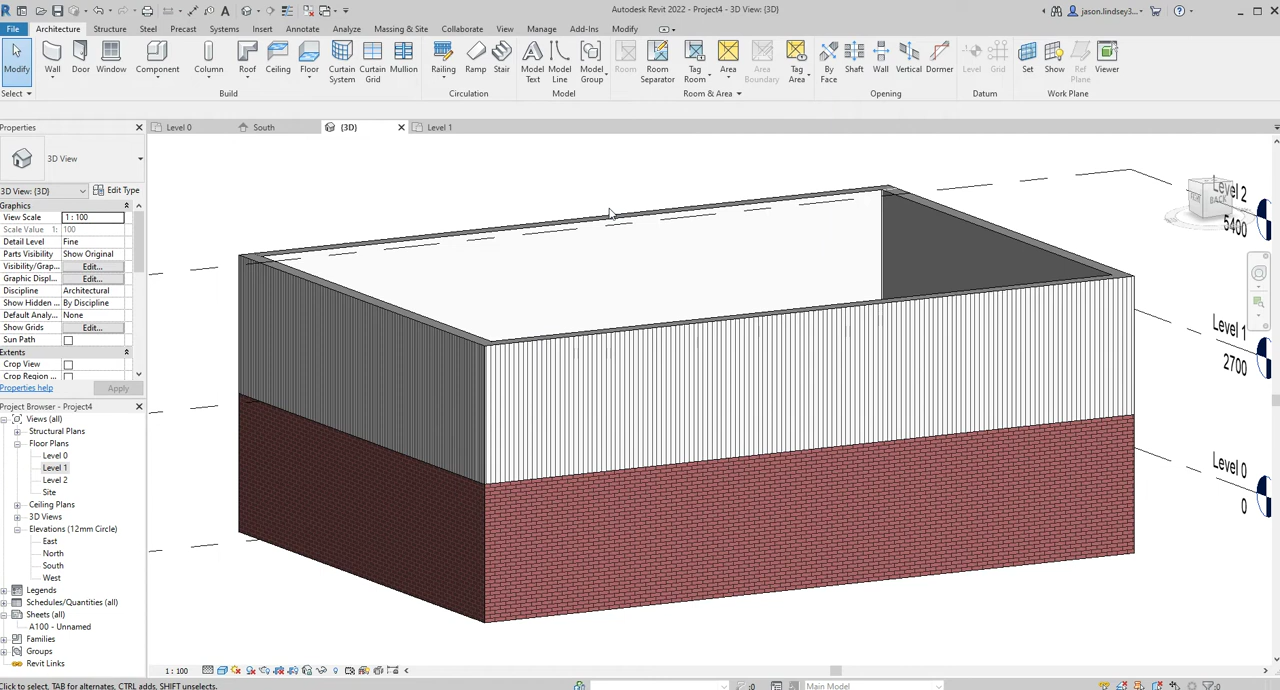 Autodesk Revit 2022 - Project4 - 3D View: {3D}
jason.lindsey3...
File Architecture Structure Steel Precast Systems Insert Annotate Analyze Massing & Site Collaborate View Manage Add-Ins Modify
Modify Wall Door Window Component Column Roof Ceiling Floor Curtain System Curtain Grid Mullion Railing Ramp Stair Model Text Model Line Model Group Room Room Separator Tag Room Area Area Boundary Tag Area By Face Shaft Wall Vertical Dormer Level Grid Set Show Ref Plane Viewer
Select Build Circulation Model Room & Area Opening Datum Work Plane
Properties
Level 0 South {3D} Level 1
3D View
3D View: {3D} Edit Type
Graphics
View Scale 1 : 100
Scale Value 1: 100
Detail Level Fine
Parts Visibility Show Original
Visibility/Grap... Edit...
Graphic Displ... Edit...
Discipline Architectural
Show Hidden ... By Discipline
Default Analy... None
Show Grids Edit...
Sun Path
Extents
Crop View
Crop Region
Properties help Apply
Project Browser - Project4
Views (all)
Structural Plans
Floor Plans
Level 0
Level 1
Level 2
Site
Ceiling Plans
3D Views
Elevations (12mm Circle)
East
North
South
West
Legends
Schedules/Quantities (all)
Sheets (all)
A100 - Unnamed
Families
Groups
Revit Links
BACK
Level 2
5400
Level 1
2700
Level 0
0
1 : 100
Click to select, TAB for alternates, CTRL adds, SHIFT unselects.
:0
Main Model
:0